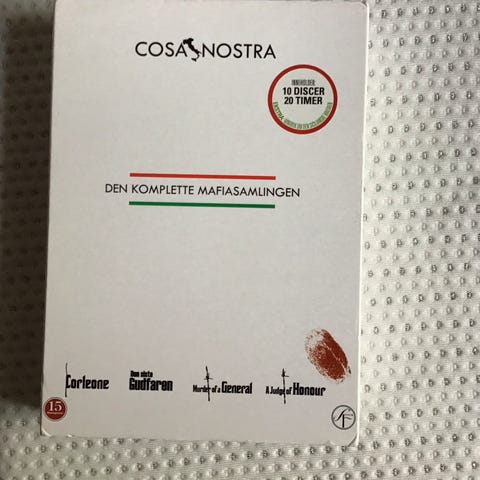 COSA NOSTRA
INNEHOLDER:
10 DISCER
20 TIMER
DEN KOMPLETTE MAFIASAMLINGEN
Corleone
Den siste
Gudfaren
Murder of a General
A Judge of Honour
15
SF